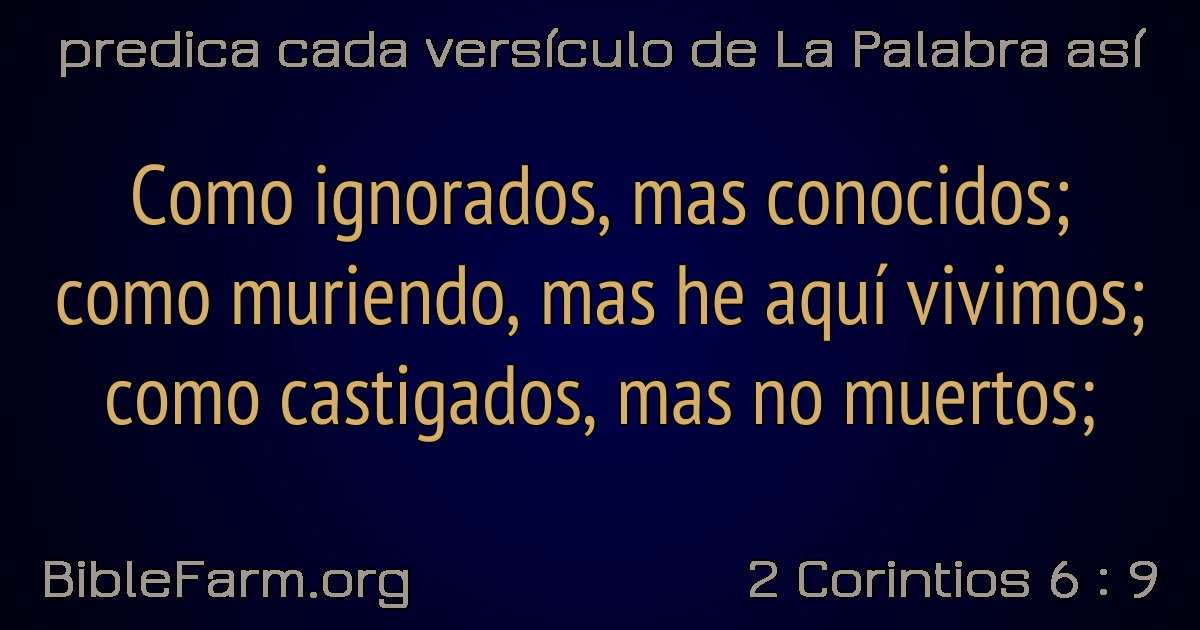 predica cada versículo de La Palabra así
Como ignorados, mas conocidos;
como muriendo, mas he aquí vivimos;
como castigados, mas no muertos;
BibleFarm.org
2 Corintios 6 : 9